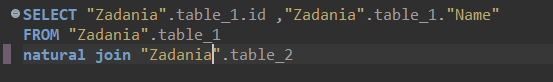 SELECT "Zadania".table_1.id ,"Zadania".table_1."Name"
FROM "Zadania".table_1
natural join "Zadania".table_2